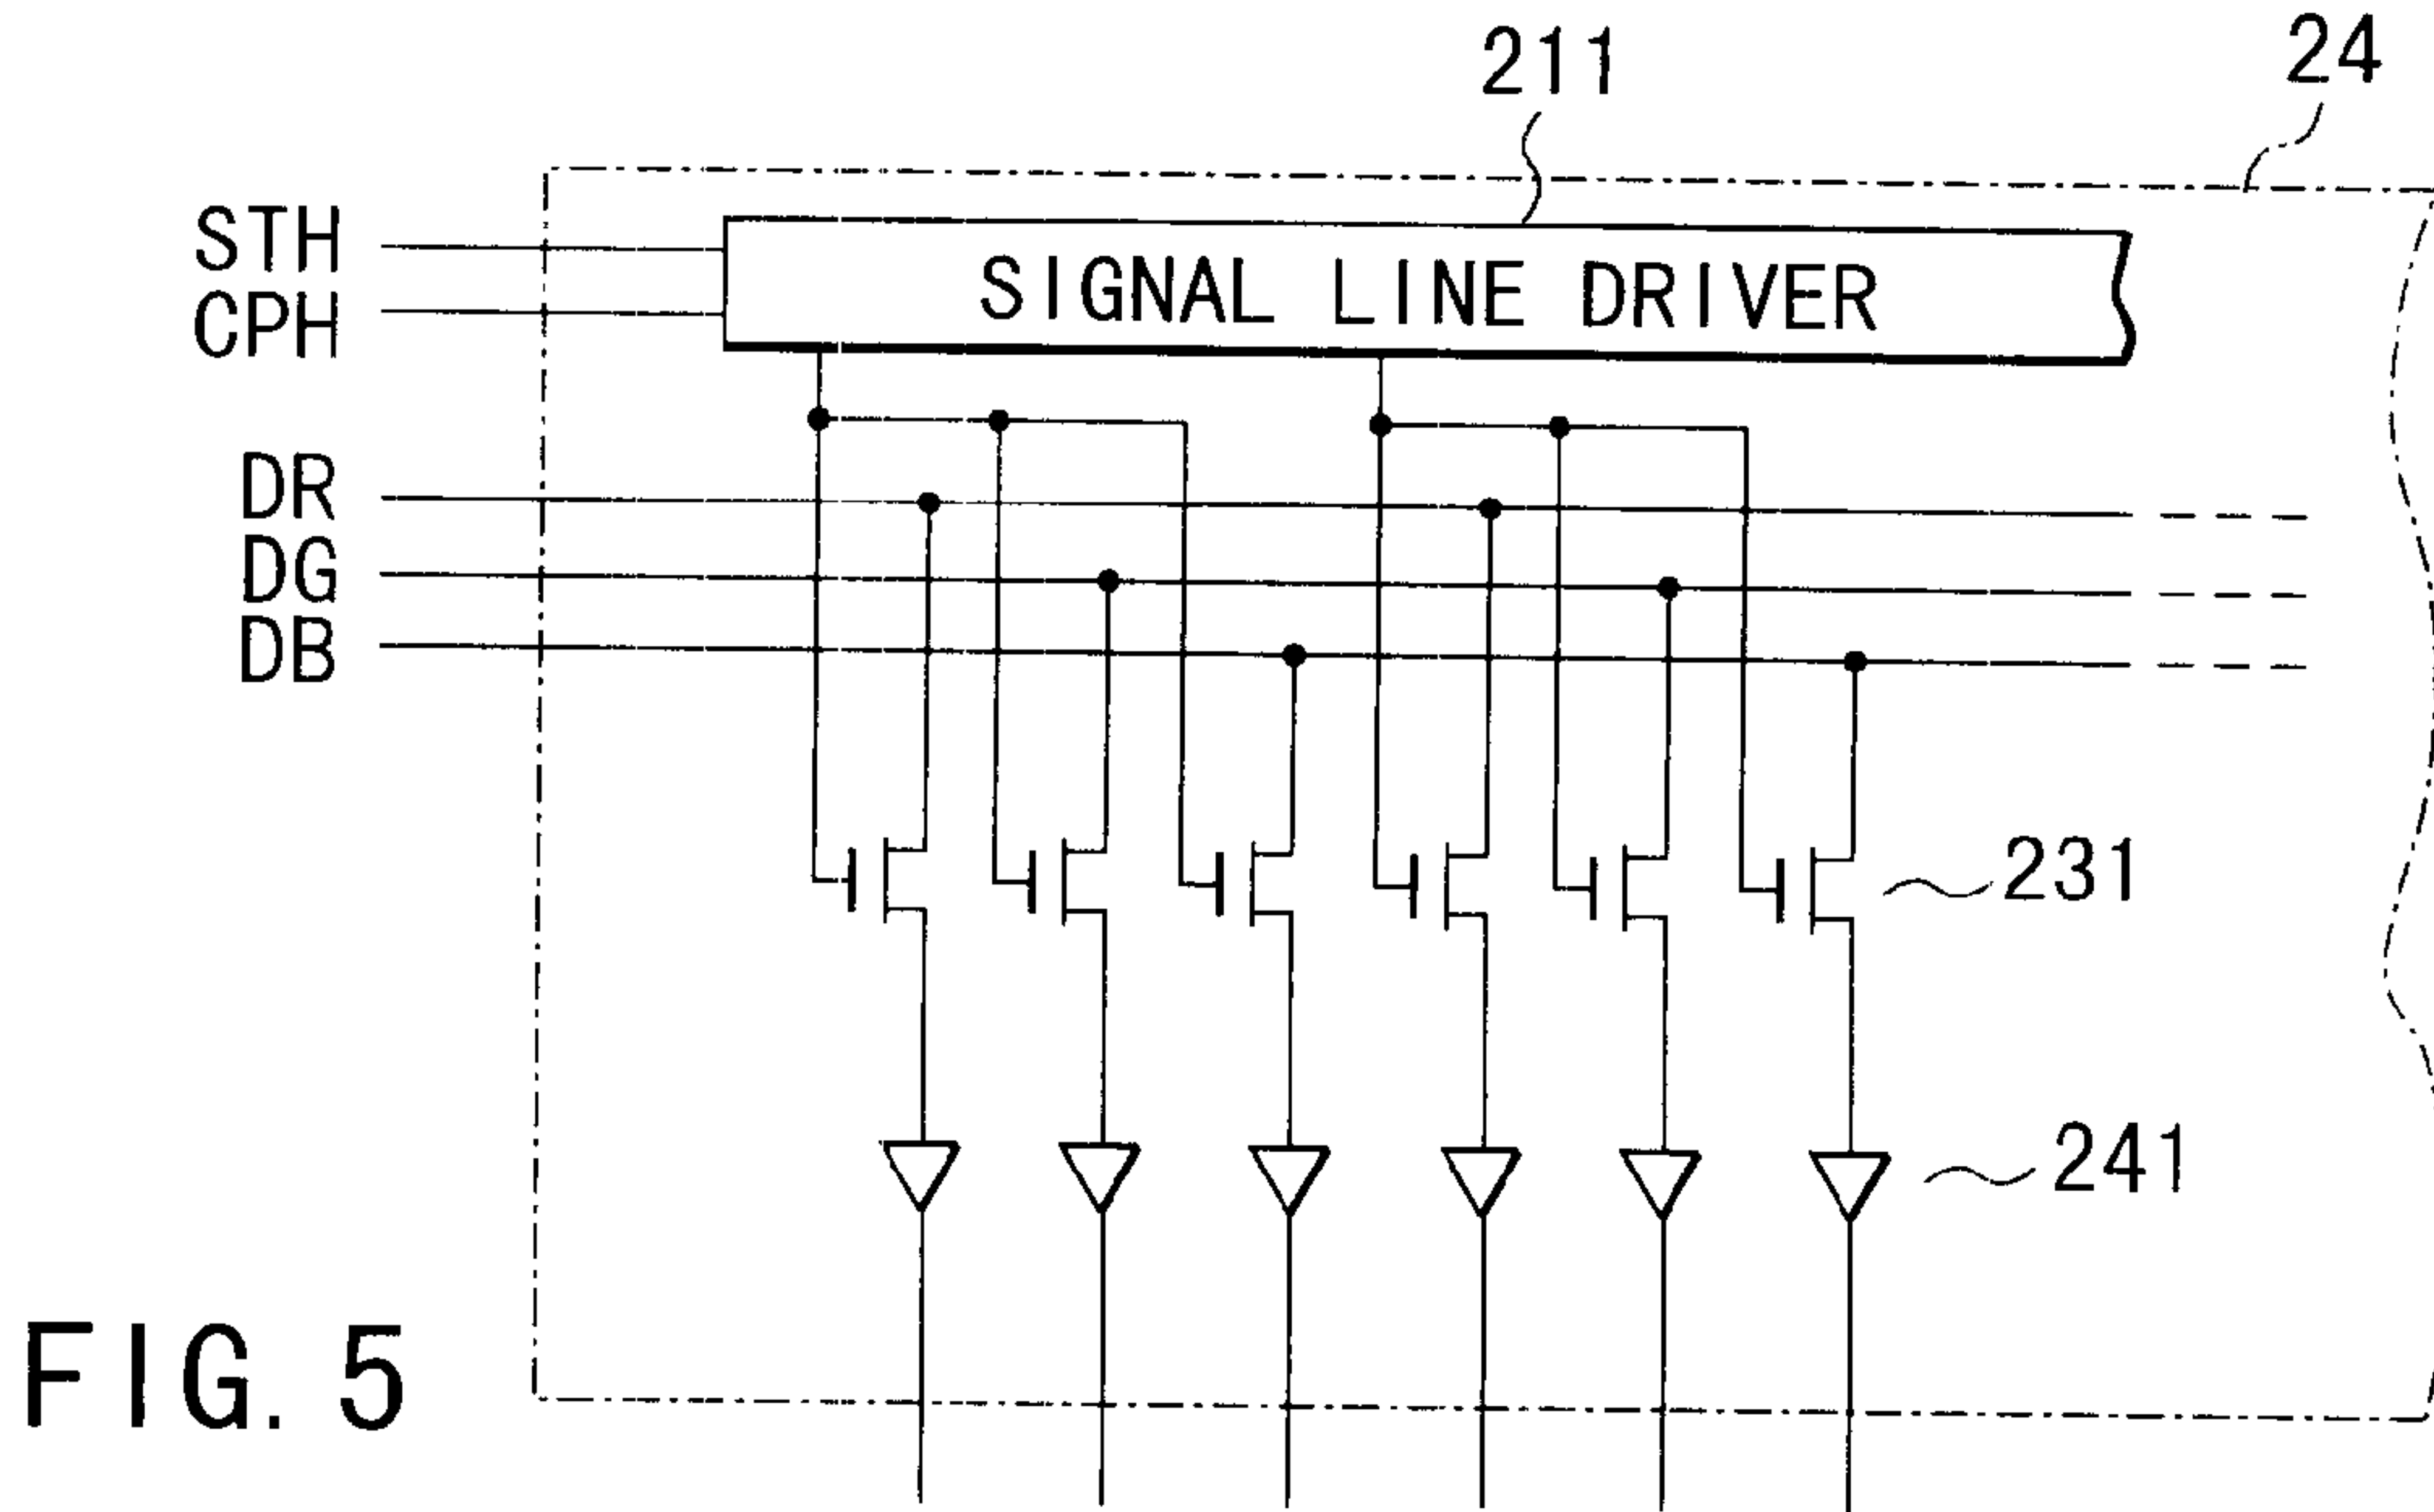 211
24
STH
SIGNAL LINE DRIVER
CPH
DR
DG
DB
231
241
FIG. 5